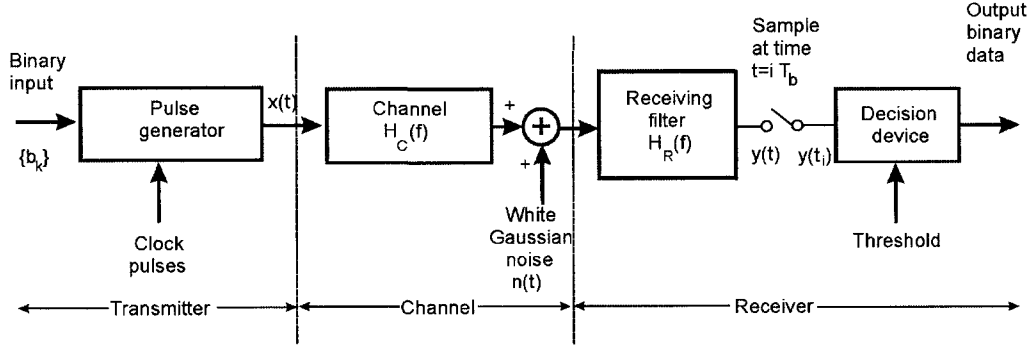 Binary
input
{b_k}
Pulse
generator
Clock
pulses
x(t)
Channel
H_C(f)
+
+
+
White
Gaussian
noise
n(t)
Receiving
filter
H_R(f)
Sample
at time
t=i T_b
y(t)
y(t_i)
Decision
device
Threshold
Output
binary
data
Transmitter
Channel
Receiver